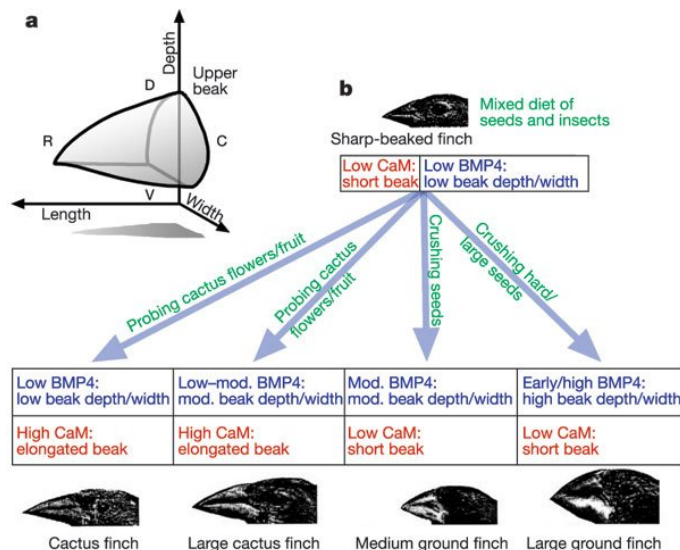 a
Depth
D
Upper
beak
R
C
V
Length
Width
b
Mixed diet of
seeds and insects
Sharp-beaked finch
Low CaM:
short beak
Low BMP4:
low beak depth/width
Probing cactus flowers/fruit
Probing cactus
flowers/fruit
Crushing seeds
Crushing hard/
large seeds
Low BMP4:
low beak depth/width
Low–mod. BMP4:
mod. beak depth/width
Mod. BMP4:
mod. beak depth/width
Early/high BMP4:
high beak depth/width
High CaM:
elongated beak
High CaM:
elongated beak
Low CaM:
short beak
Low CaM:
short beak
Cactus finch
Large cactus finch
Medium ground finch
Large ground finch